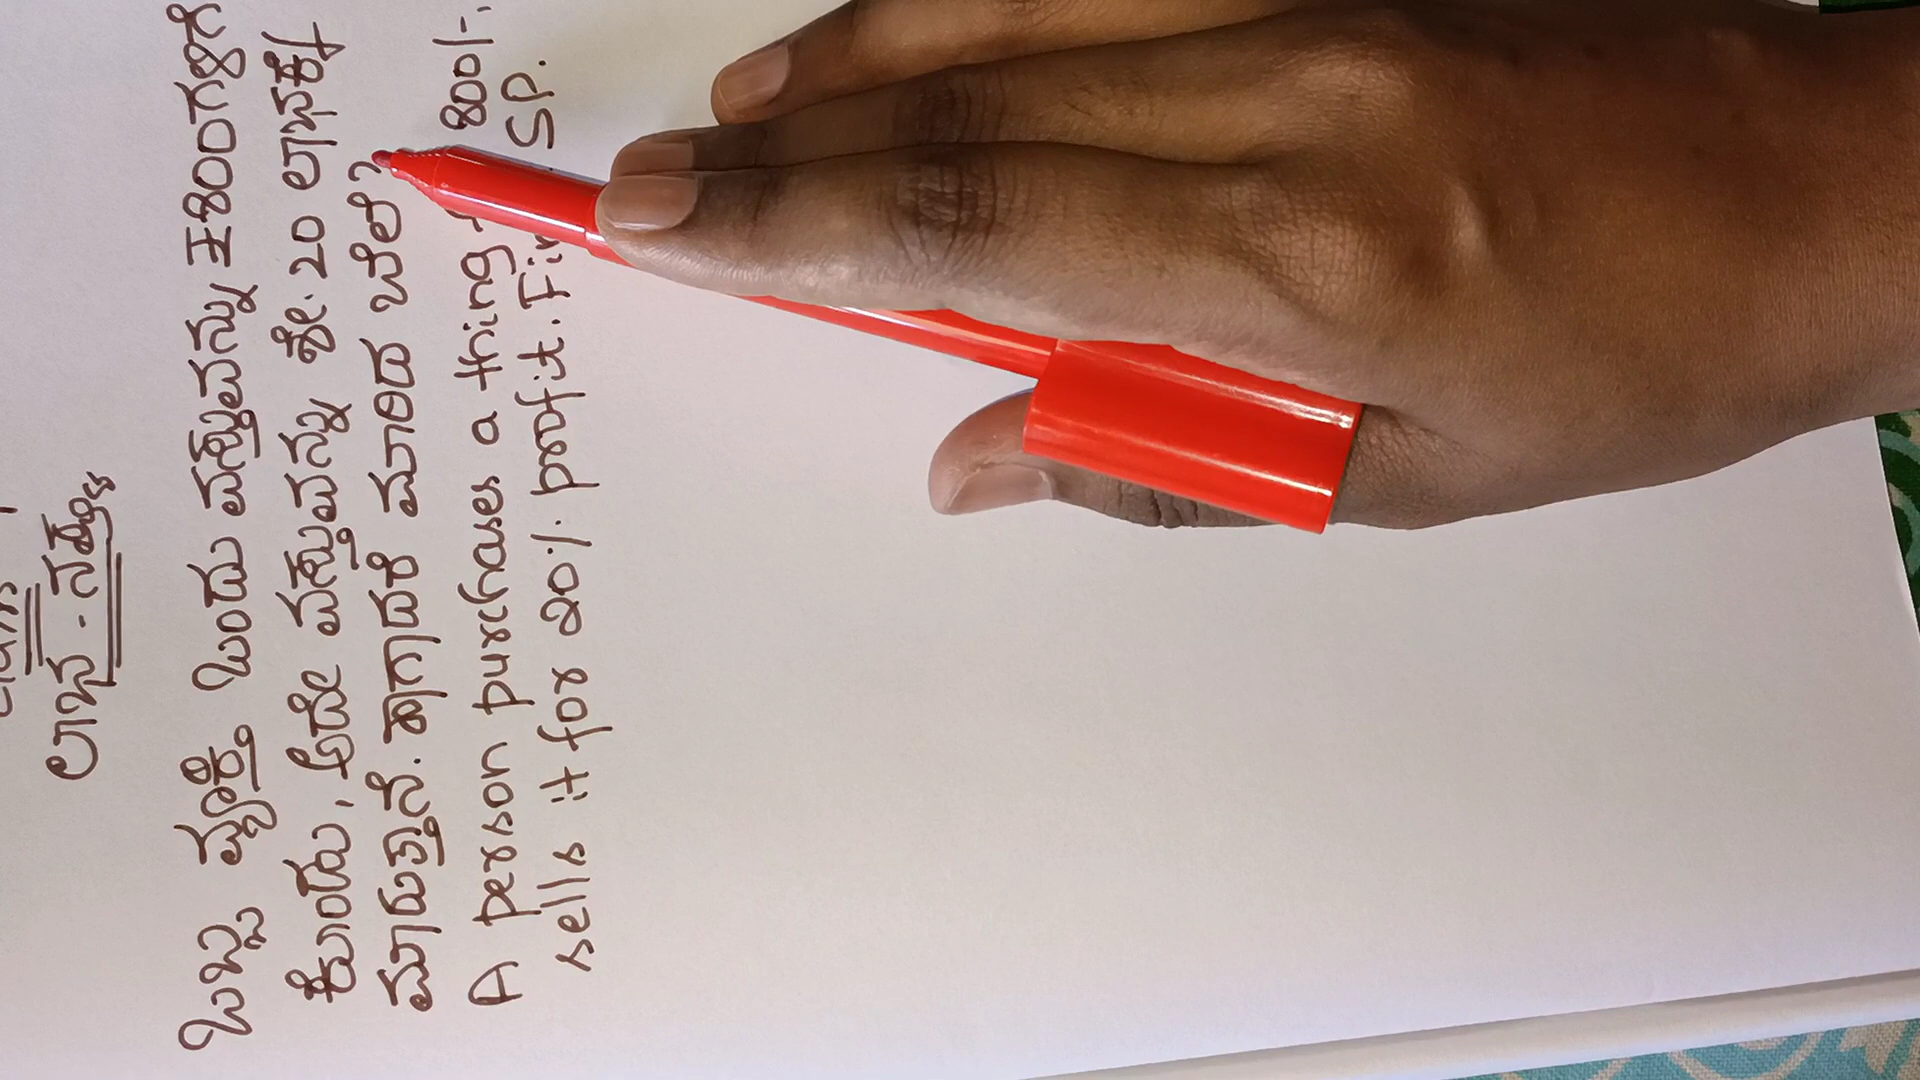 ಲಾಭ - ನಷ್ಟ
ಒಬ್ಬ ವ್ಯಕ್ತಿ ಒಂದು ವಸ್ತುವನ್ನು ₹800ಗಳಿಗೆ
ಕೊಂಡು, ಅದೇ ವಸ್ತುವನ್ನು ಶೇ. 20 ಲಾಭಕ್ಕೆ
ಮಾರುತ್ತಾನೆ. ಹಾಗಾದರೆ ಮಾರಿದ ಬೆಲೆ?
A person purchases a thing 800/-.
sells it for 20% profit. SP.